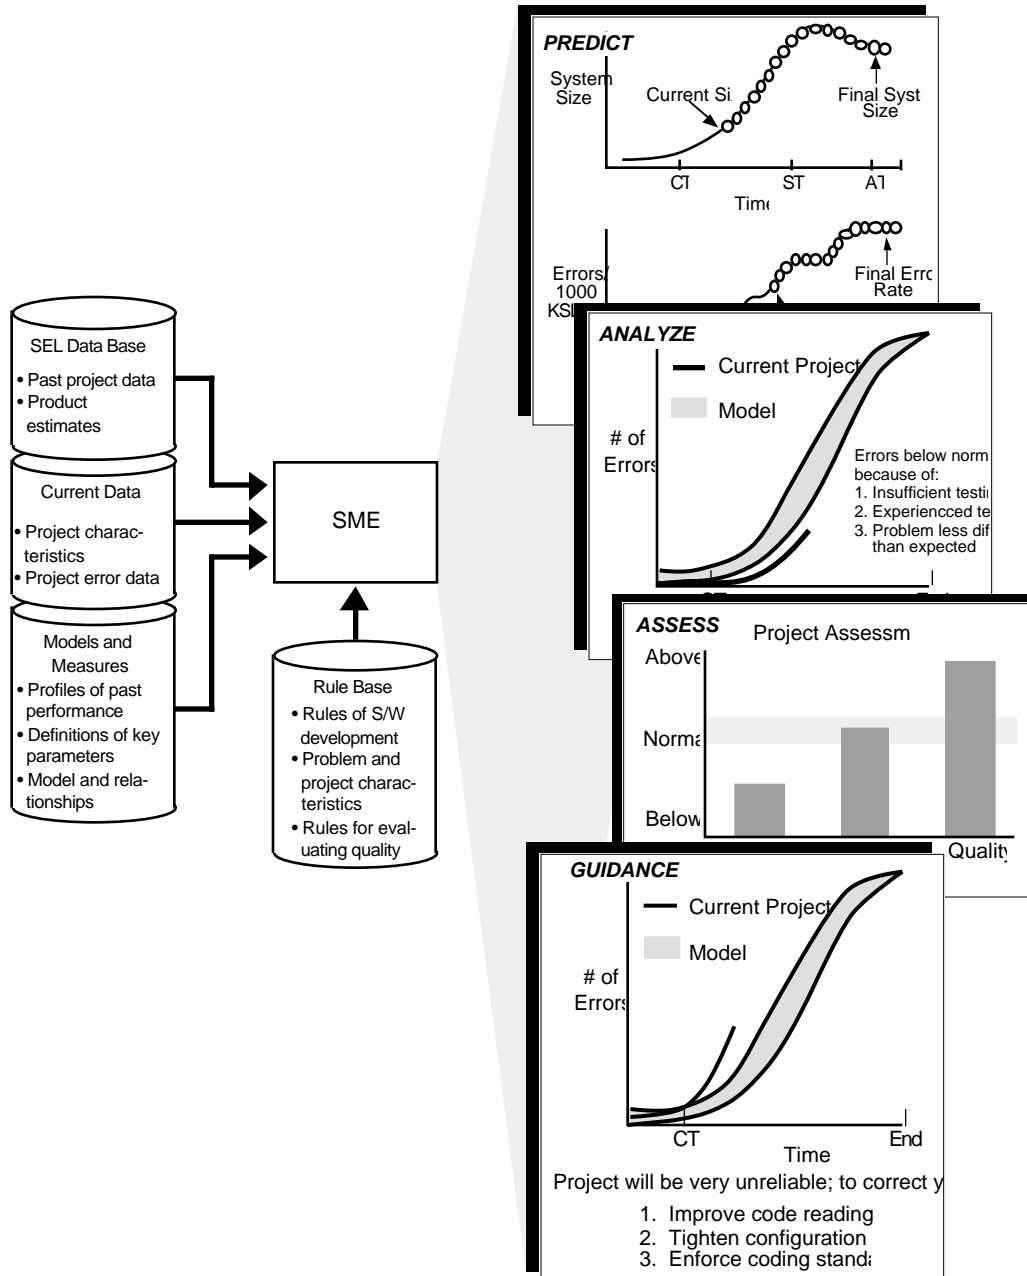 SEL Data Base
• Past project data
• Product
estimates
Current Data
• Project charac-
teristics
• Project error data
Models and
Measures
• Profiles of past
performance
• Definitions of key
parameters
• Model and rela-
tionships
SME
Rule Base
• Rules of S/W
development
• Problem and
project charac-
teristics
• Rules for eval-
uating quality
PREDICT
System
Size
Current Si
Final Syst
Size
CT
ST
AT
Time
Errors/
1000
KSL
Final Erro
Rate
ANALYZE
Current Project
Model
# of
Errors
Errors below norm
because of:
1. Insufficient testi
2. Experiencced te
3. Problem less dif
than expected
ASSESS
Project Assessm
Above
Norma
Below
Quality
GUIDANCE
Current Project
Model
# of
Errors
CT
End
Time
Project will be very unreliable; to correct y
1. Improve code reading
2. Tighten configuration
3. Enforce coding standa